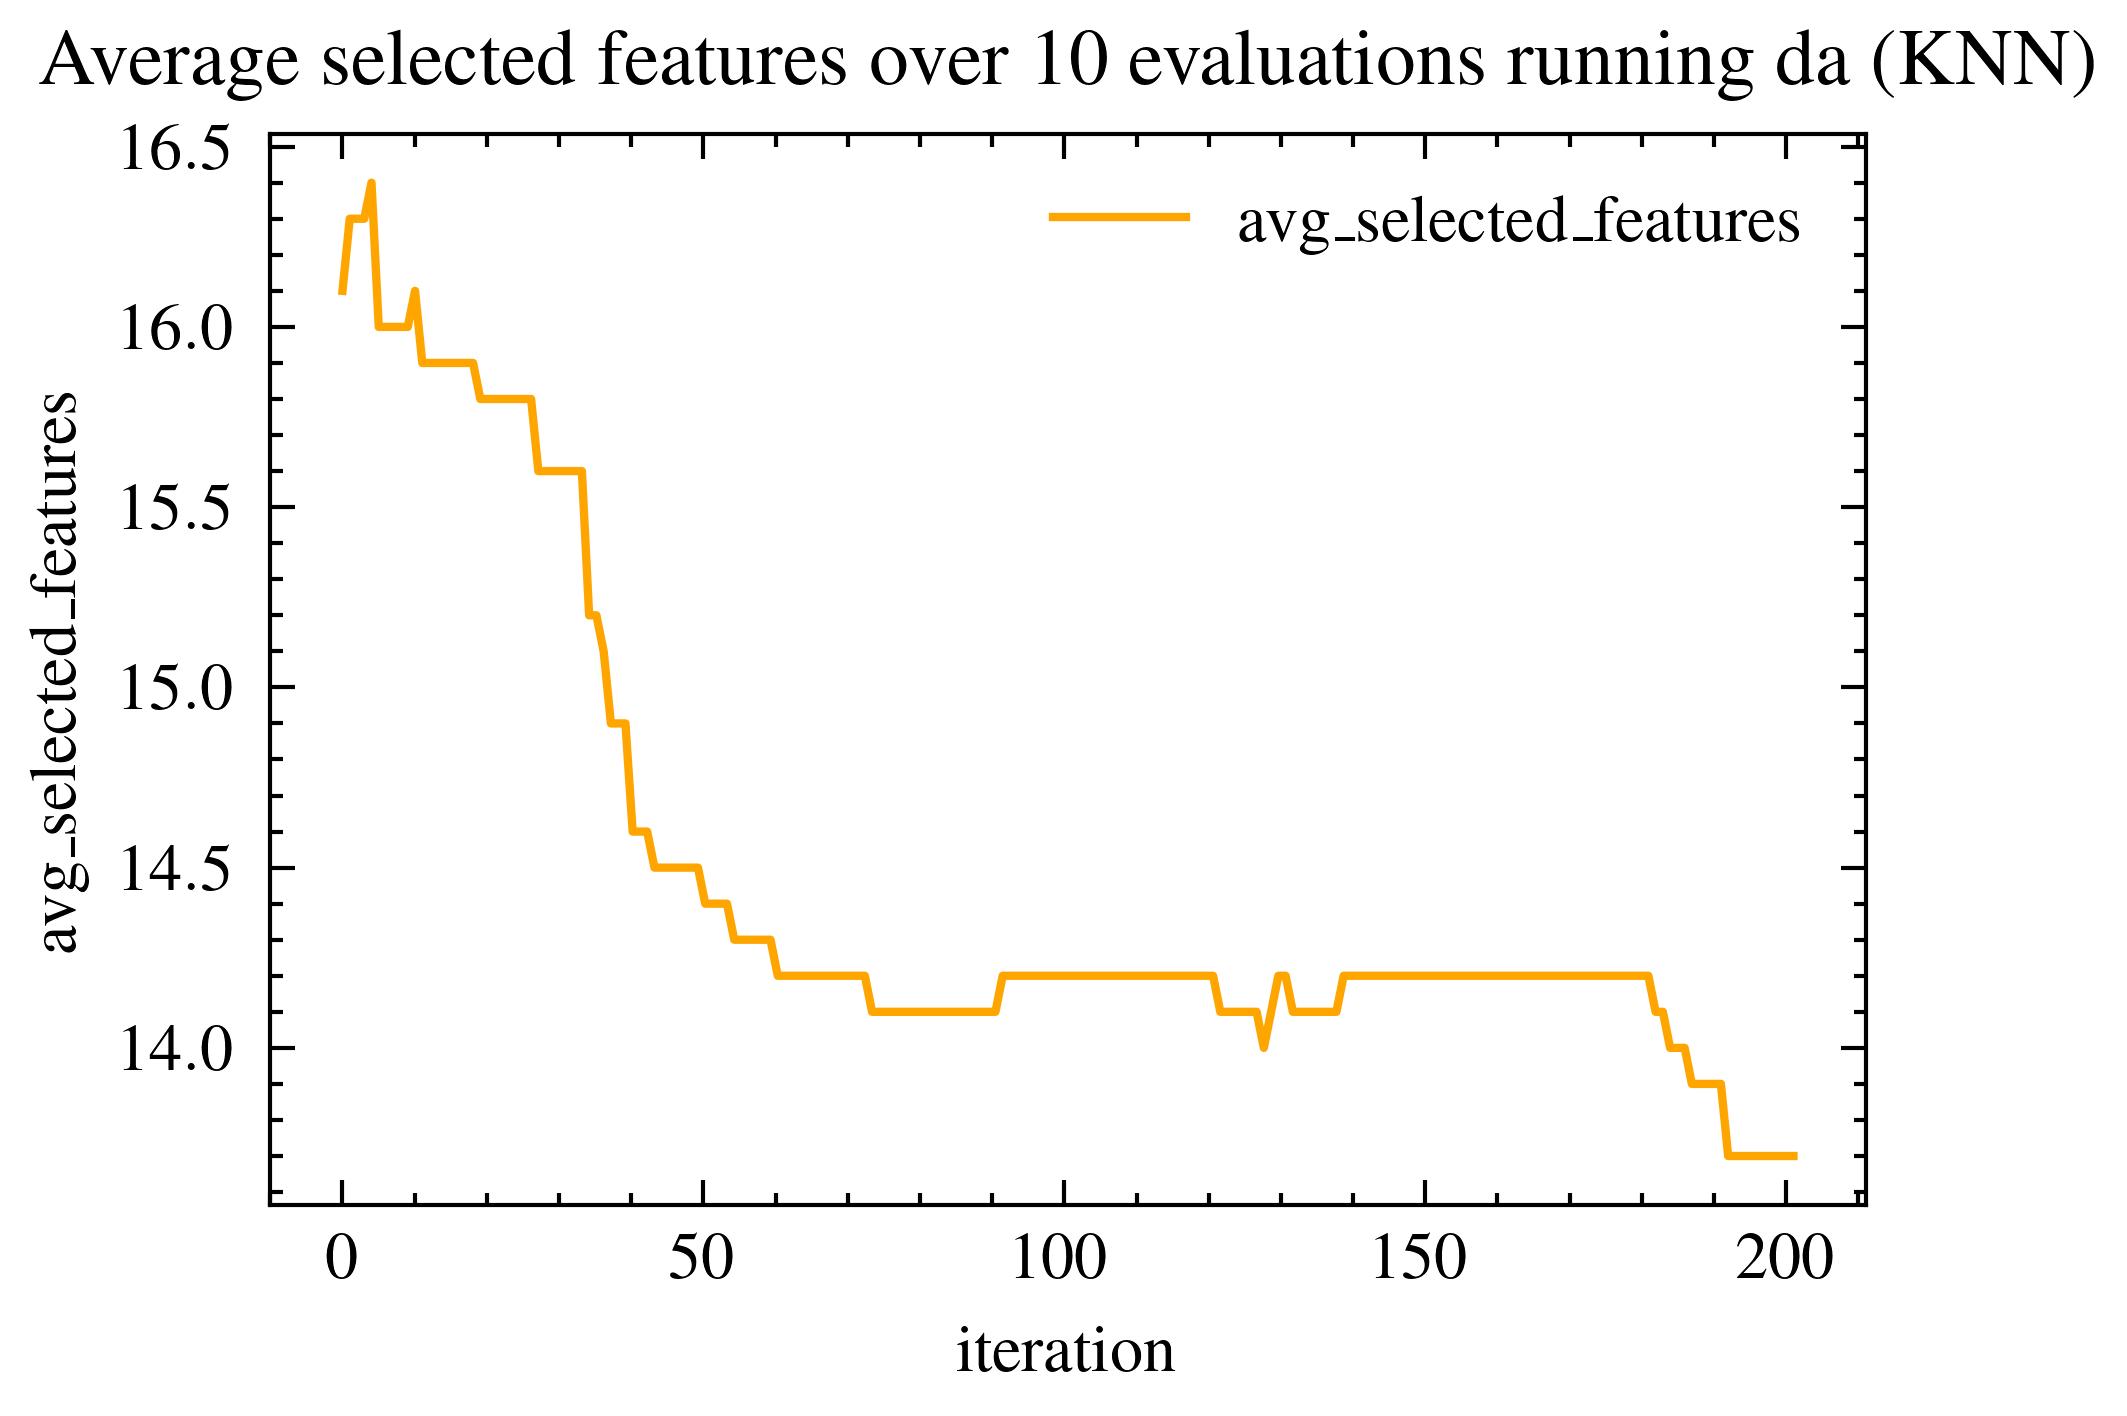 Average selected features over 10 evaluations running da (KNN)
avg_selected_features
16.5
16.0
15.5
15.0
14.5
14.0
avg_selected_features
0 50 100 150 200
iteration